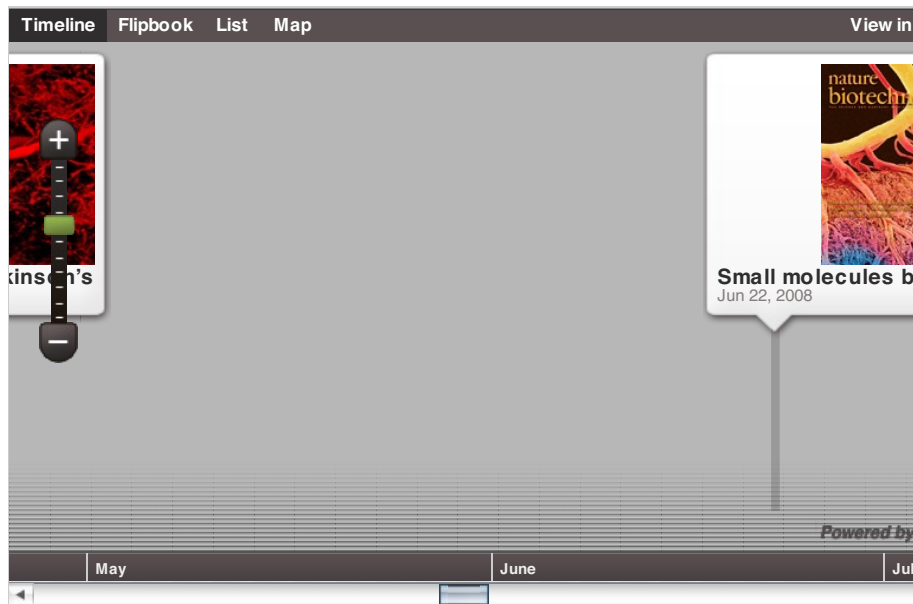 Timeline Flipbook List Map View in
nature
biotechn
kinson's
Small molecules b
Jun 22, 2008
Powered by
May June Jul